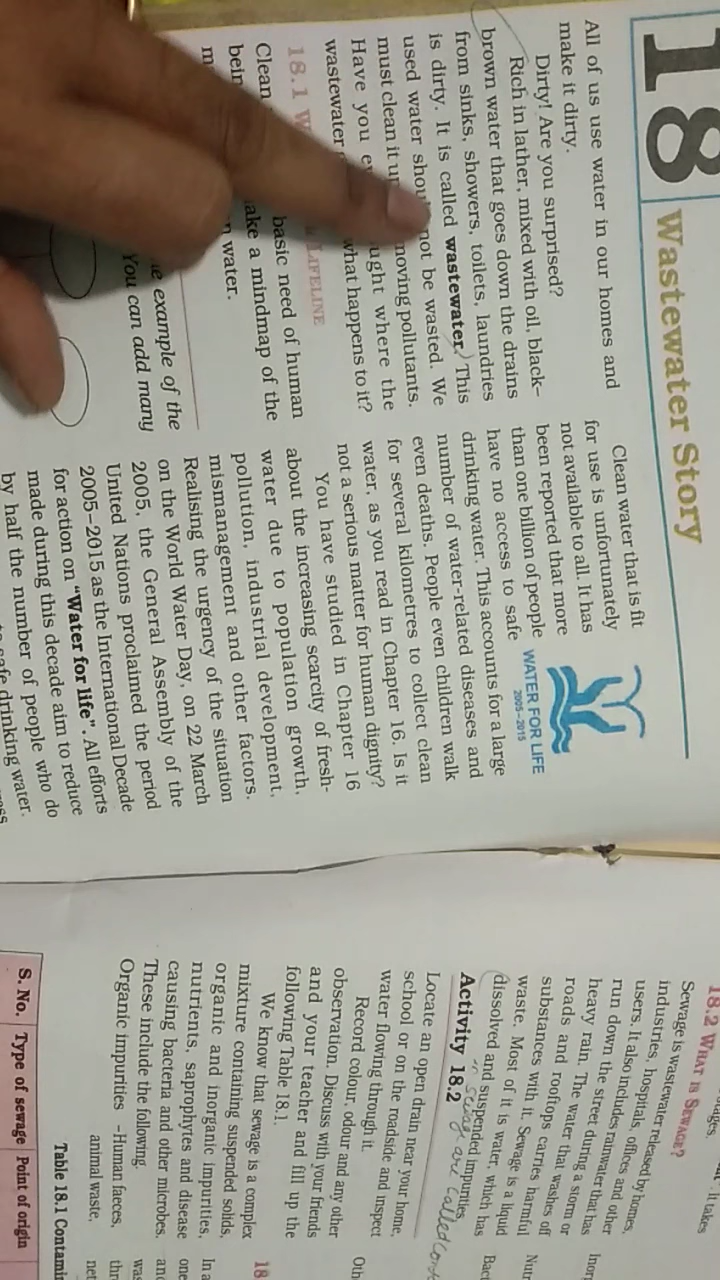 18 Wastewater Story
All of us use water in our homes and
make it dirty.
Dirty! Are you surprised?
Rich in lather, mixed with oil, black–
brown water that goes down the drains
from sinks, showers, toilets, laundries
is dirty. It is called wastewater. This
used water not be wasted. We
must clean it moving pollutants.
Have you where the
wastewater what happens to it?
18.1 LIFELINE
Clean basic need of human
make a mindmap of the
water.
example of the
You can add many
Clean water that is fit
for use is unfortunately
not available to all. It has
been reported that more
than one billion of people
have no access to safe
drinking water. This accounts for a large
number of water-related diseases and
even deaths. People even children walk
for several kilometres to collect clean
water, as you read in Chapter 16. Is it
not a serious matter for human dignity?
You have studied in Chapter 16
about the increasing scarcity of fresh-
water due to population growth,
pollution, industrial development,
mismanagement and other factors.
Realising the urgency of the situation
on the World Water Day, on 22 March
2005, the General Assembly of the
United Nations proclaimed the period
2005–2015 as the International Decade
for action on "Water for life". All efforts
made during this decade aim to reduce
by half the number of people who do
safe drinking water.
WATER FOR LIFE
2005–2015
it takes
18.2 WHAT IS SEWAGE?
Sewage is wastewater released by homes,
industries, hospitals, offices and other
users. It also includes rainwater that has
run down the street during a storm or
heavy rain. The water that washes off
roads and rooftops carries harmful
substances with it. Sewage is a liquid
waste. Most of it is water, which has
dissolved and suspended impurities.
Sewage are called
Activity 18.2
Locate an open drain near your home,
school or on the roadside and inspect
water flowing through it.
Record colour, odour and any other
observation. Discuss with your friends
and your teacher and fill up the
following Table 18.1.
We know that sewage is a complex
mixture containing suspended solids,
organic and inorganic impurities,
nutrients, saprophytes and disease
causing bacteria and other microbes.
These include the following.
Organic impurities –Human faeces,
animal waste,
Table 18.1
S. No. Type of sewage Point of origin
18